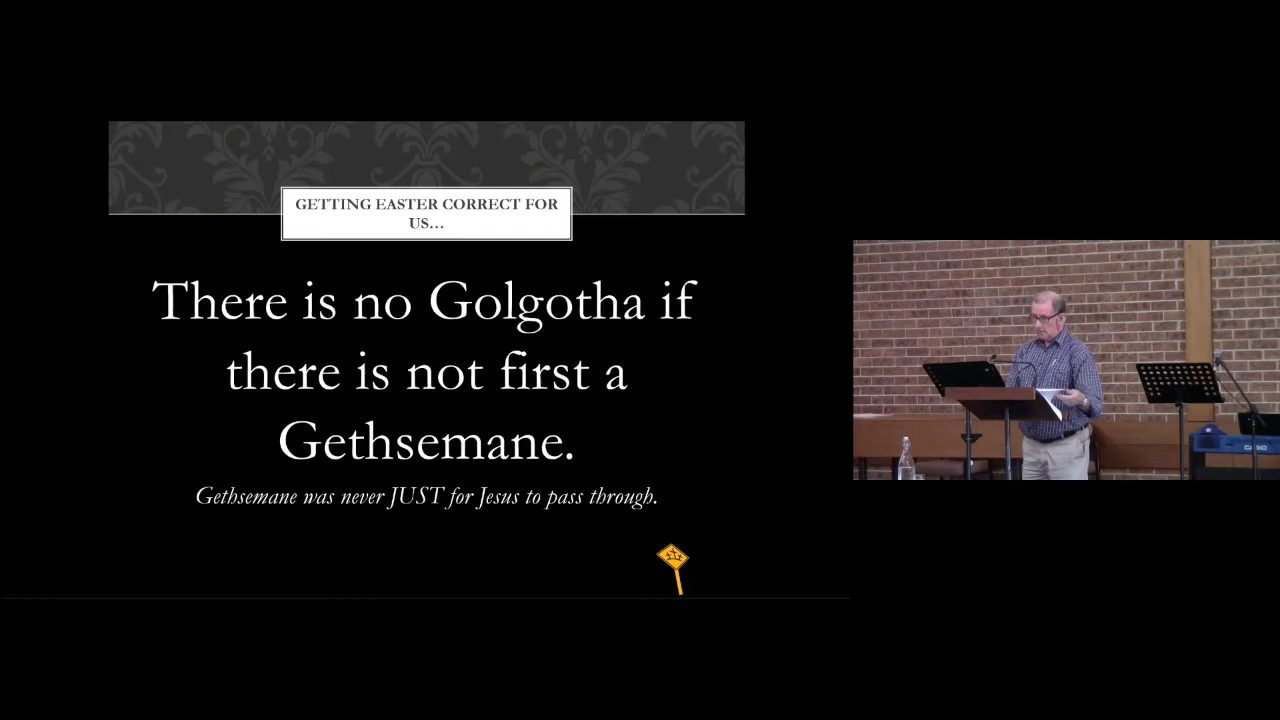 GETTING EASTER CORRECT FOR
US...
There is no Golgotha if
there is not first a
Gethsemane.
Gethsemane was never JUST for Jesus to pass through.
CASIO